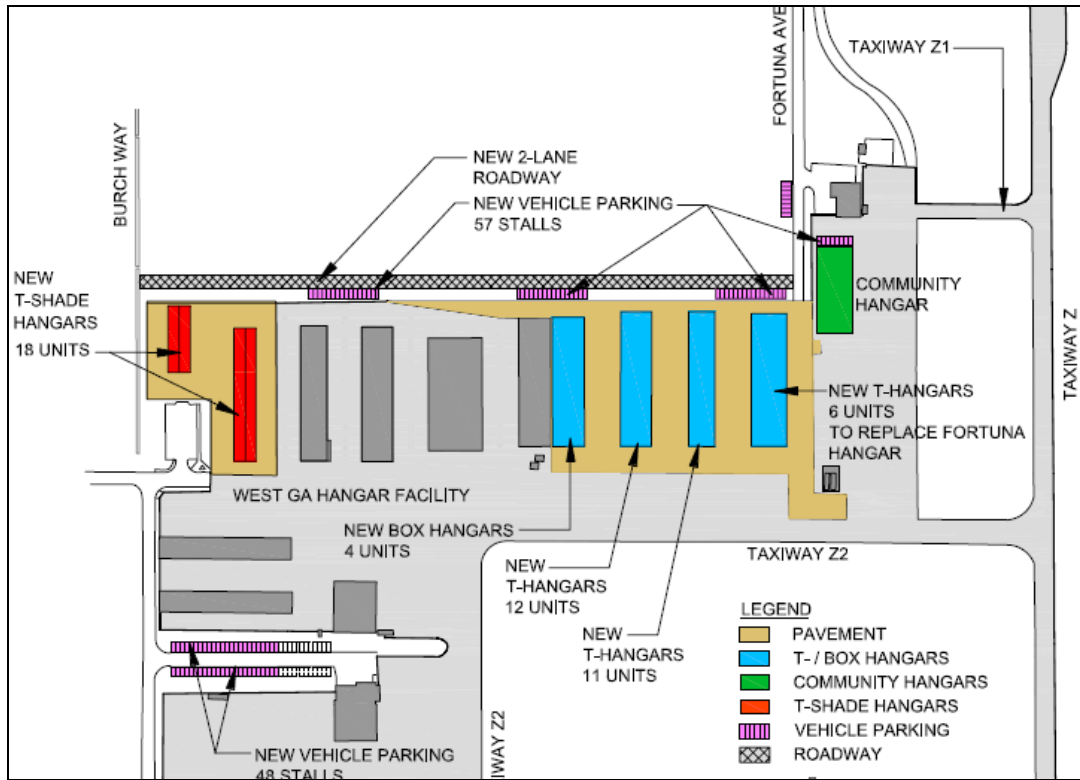 FORTUNA AVE
TAXIWAY Z1
BURCH WAY
NEW 2-LANE
ROADWAY
NEW VEHICLE PARKING
57 STALLS
NEW
T-SHADE
HANGARS
18 UNITS
COMMUNITY
HANGAR
TAXIWAY Z
NEW T-HANGARS
6 UNITS
TO REPLACE FORTUNA
HANGAR
WEST GA HANGAR FACILITY
NEW BOX HANGARS
4 UNITS
TAXIWAY Z2
NEW
T-HANGARS
12 UNITS
NEW
T-HANGARS
11 UNITS
LEGEND
PAVEMENT
T- / BOX HANGARS
COMMUNITY HANGARS
T-SHADE HANGARS
VEHICLE PARKING
ROADWAY
NEW VEHICLE PARKING
48 STALLS
IWAY Z2